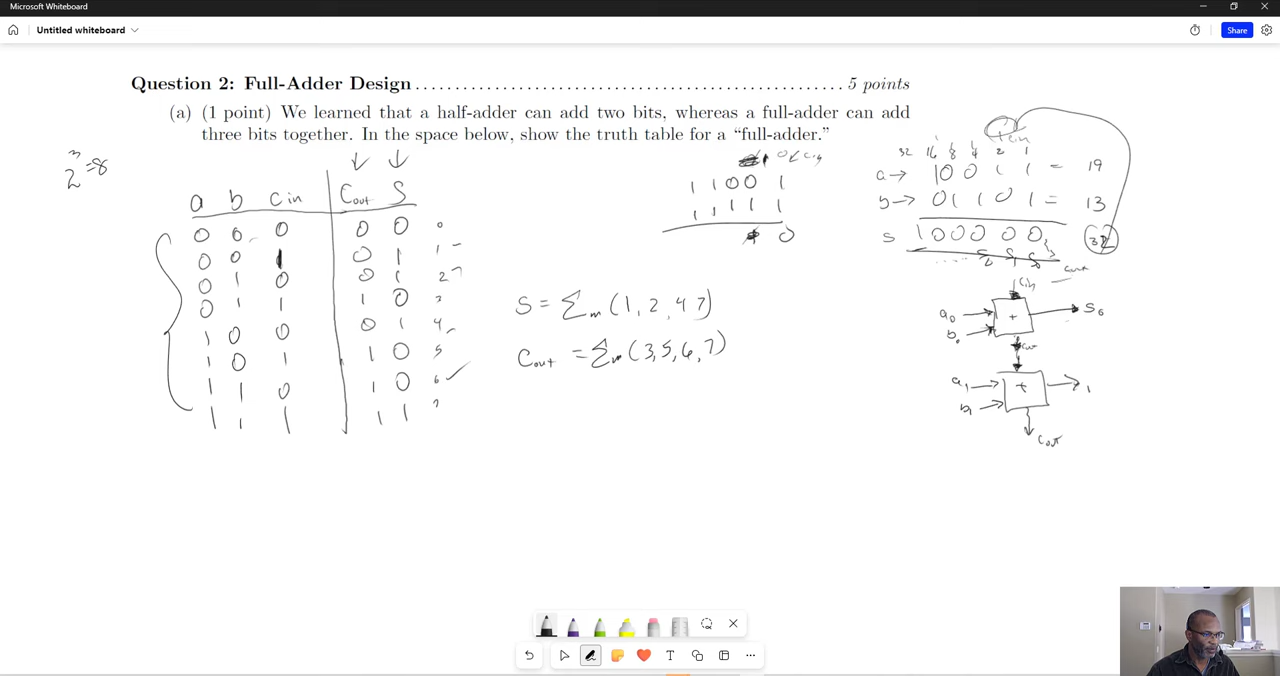 Microsoft Whiteboard
Untitled whiteboard
Share
Question 2: Full-Adder Design 5 points
(a) (1 point) We learned that a half-adder can add two bits, whereas a full-adder can add
three bits together. In the space below, show the truth table for a “full-adder.”
2^3 = 8
a b Cin Cout S
0 0 0 0 0 0
0 0 1 0 1 1
0 1 0 0 1 2
0 1 1 1 0 3
1 0 0 0 1 4
1 0 1 1 0 5
1 1 0 1 0 6
1 1 1 1 1 7
S = Σm (1, 2, 4 7)
Cout = Σm (3, 5, 6, 7)
1 1 0 0 1
1 1 1 1 1
0
32 16 8 4 2 1
a → 1 0 0 1 1 = 19
b → 0 1 1 0 1 = 13
S 1 0 0 0 0 0 32
Cin
a0 + S0
b0
Cout
a1 +
b1
Cout
T